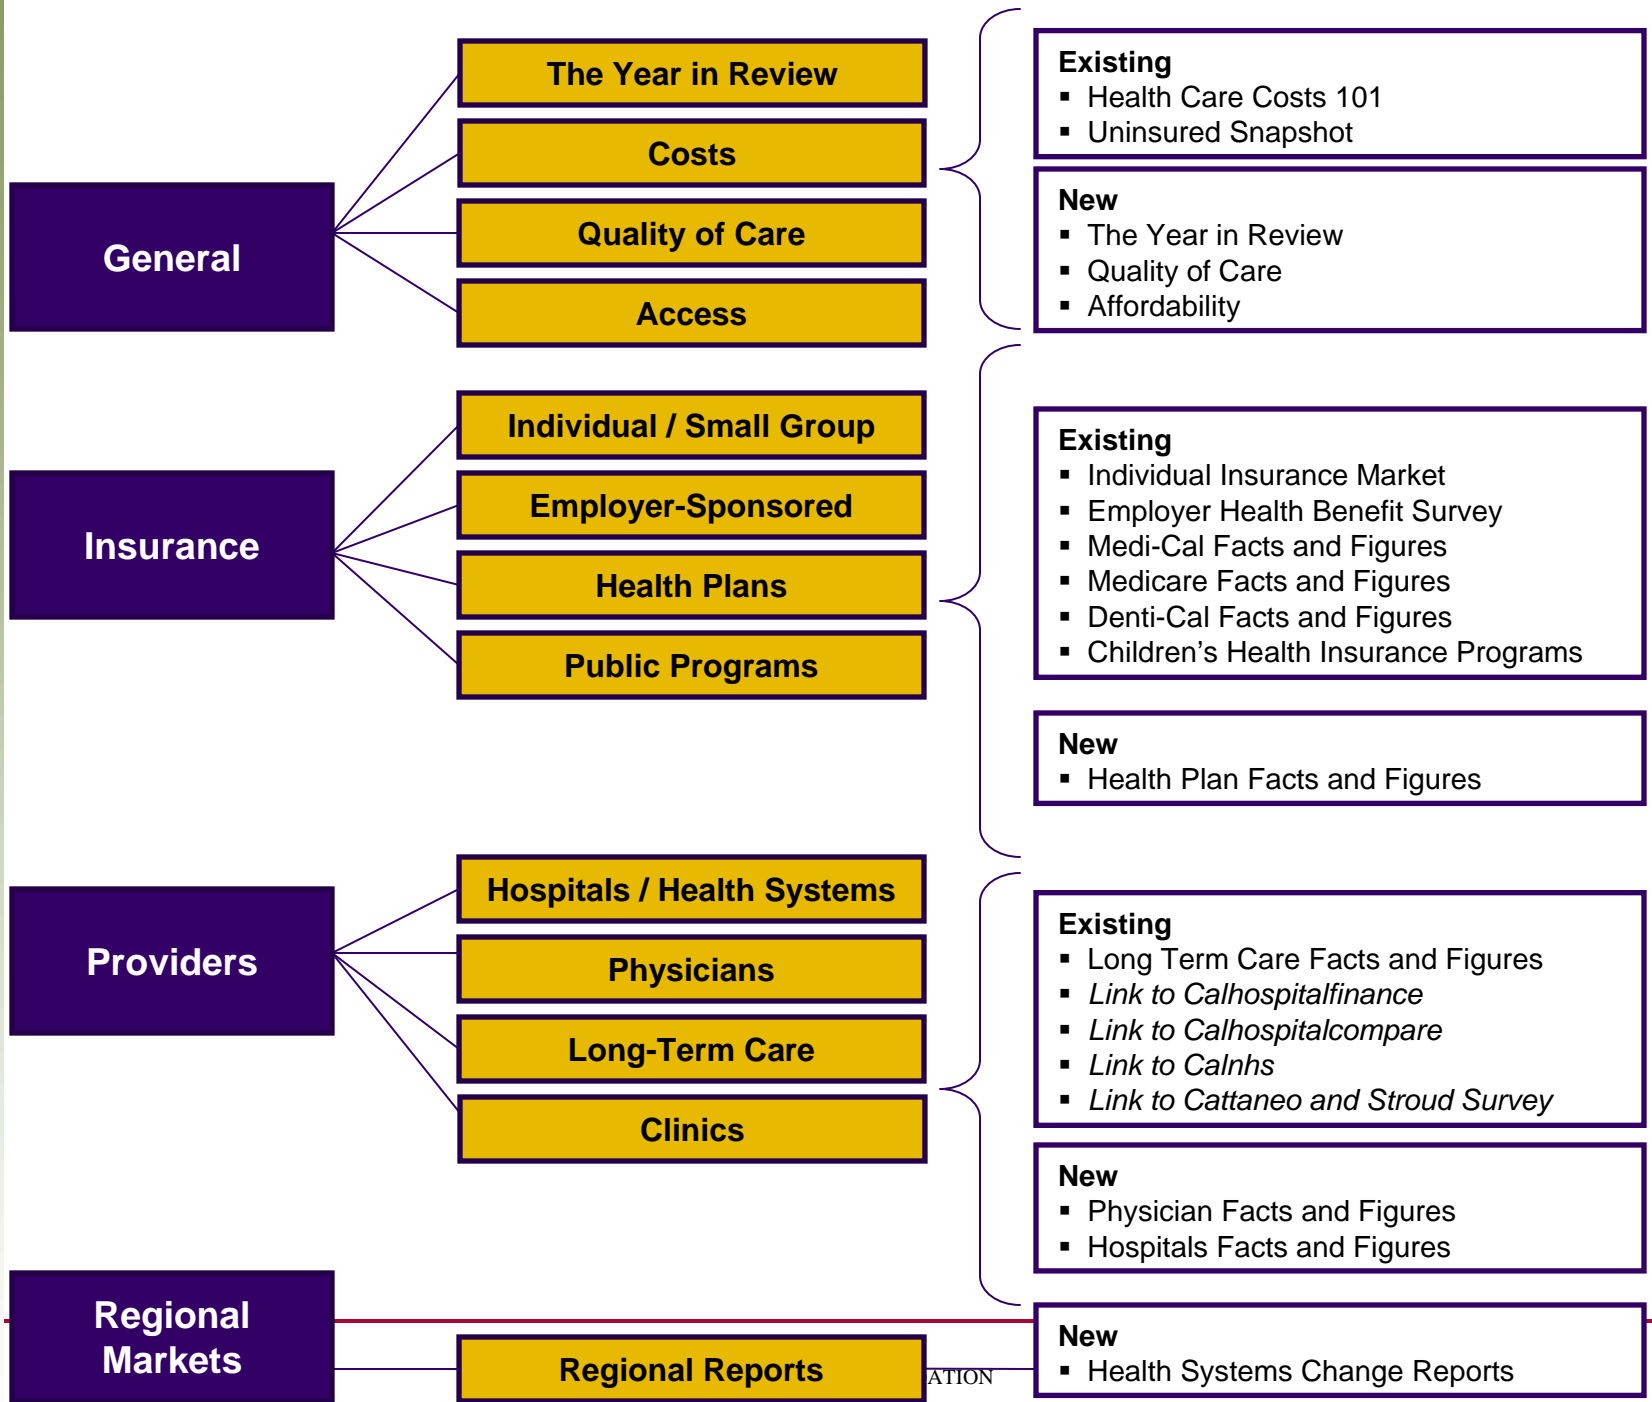 General
The Year in Review
Costs
Quality of Care
Access
Existing
▪ Health Care Costs 101
▪ Uninsured Snapshot
New
▪ The Year in Review
▪ Quality of Care
▪ Affordability
Insurance
Individual / Small Group
Employer-Sponsored
Health Plans
Public Programs
Existing
▪ Individual Insurance Market
▪ Employer Health Benefit Survey
▪ Medi-Cal Facts and Figures
▪ Medicare Facts and Figures
▪ Denti-Cal Facts and Figures
▪ Children’s Health Insurance Programs
New
▪ Health Plan Facts and Figures
Providers
Hospitals / Health Systems
Physicians
Long-Term Care
Clinics
Existing
▪ Long Term Care Facts and Figures
▪ Link to Calhospitalfinance
▪ Link to Calhospitalcompare
▪ Link to Calnhs
▪ Link to Cattaneo and Stroud Survey
New
▪ Physician Facts and Figures
▪ Hospitals Facts and Figures
Regional
Markets
Regional Reports
ATION
New
▪ Health Systems Change Reports